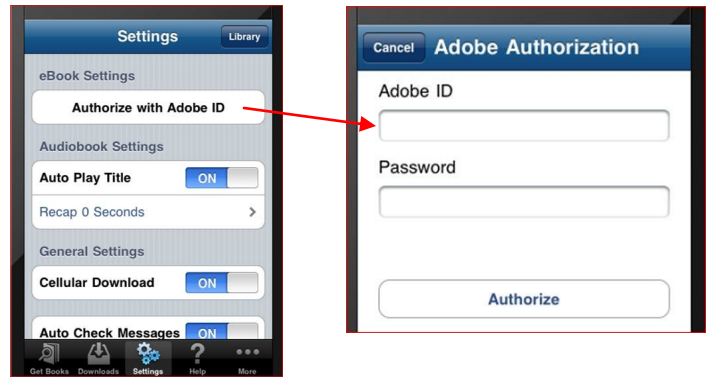 Settings
Library
eBook Settings
Authorize with Adobe ID
Audiobook Settings
Auto Play Title ON
Recap 0 Seconds
General Settings
Cellular Download ON
Auto Check Messages ON
Get Books Downloads Settings Help More
Cancel Adobe Authorization
Adobe ID
Password
Authorize